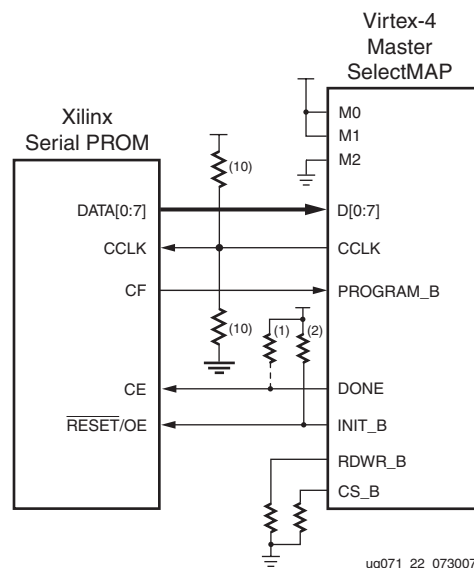 Virtex-4
Master
SelectMAP
Xilinx
Serial PROM
M0
M1
M2
(10)
DATA[0:7]
D[0:7]
CCLK
CCLK
CF
PROGRAM_B
(10)
(1)
(2)
CE
DONE
RESET/OE
INIT_B
RDWR_B
CS_B
ug071_22_073007